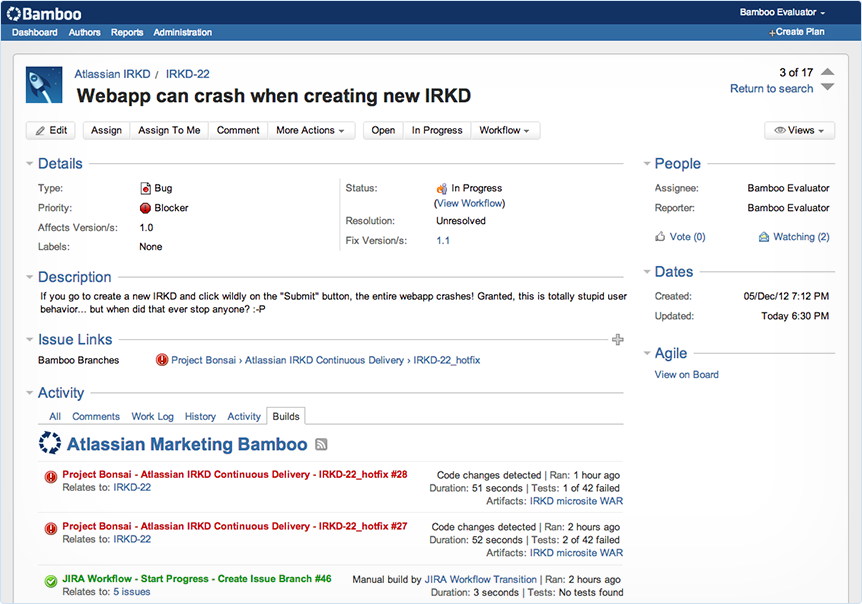 Bamboo
Bamboo Evaluator
Dashboard Authors Reports Administration
+Create Plan
Atlassian IRKD / IRKD-22
3 of 17
Webapp can crash when creating new IRKD
Return to search
Edit Assign Assign To Me Comment More Actions Open In Progress Workflow Views
Details
Type: Bug
Priority: Blocker
Affects Version/s: 1.0
Labels: None
Status: In Progress
(View Workflow)
Resolution: Unresolved
Fix Version/s: 1.1
People
Assignee: Bamboo Evaluator
Reporter: Bamboo Evaluator
Vote (0) Watching (2)
Description
If you go to create a new IRKD and click wildly on the "Submit" button, the entire webapp crashes! Granted, this is totally stupid user
behavior... but when did that ever stop anyone? :-P
Dates
Created: 05/Dec/12 7:12 PM
Updated: Today 6:30 PM
Issue Links
Bamboo Branches Project Bonsai › Atlassian IRKD Continuous Delivery › IRKD-22_hotfix
Agile
View on Board
Activity
All Comments Work Log History Activity Builds
Atlassian Marketing Bamboo
Project Bonsai - Atlassian IRKD Continuous Delivery - IRKD-22_hotfix #28
Relates to: IRKD-22
Code changes detected | Ran: 1 hour ago
Duration: 51 seconds | Tests: 1 of 42 failed
Artifacts: IRKD microsite WAR
Project Bonsai - Atlassian IRKD Continuous Delivery - IRKD-22_hotfix #27
Relates to: IRKD-22
Code changes detected | Ran: 2 hours ago
Duration: 52 seconds | Tests: 2 of 42 failed
Artifacts: IRKD microsite WAR
JIRA Workflow - Start Progress - Create Issue Branch #46
Relates to: 5 issues
Manual build by JIRA Workflow Transition | Ran: 2 hours ago
Duration: 3 seconds | Tests: No tests found